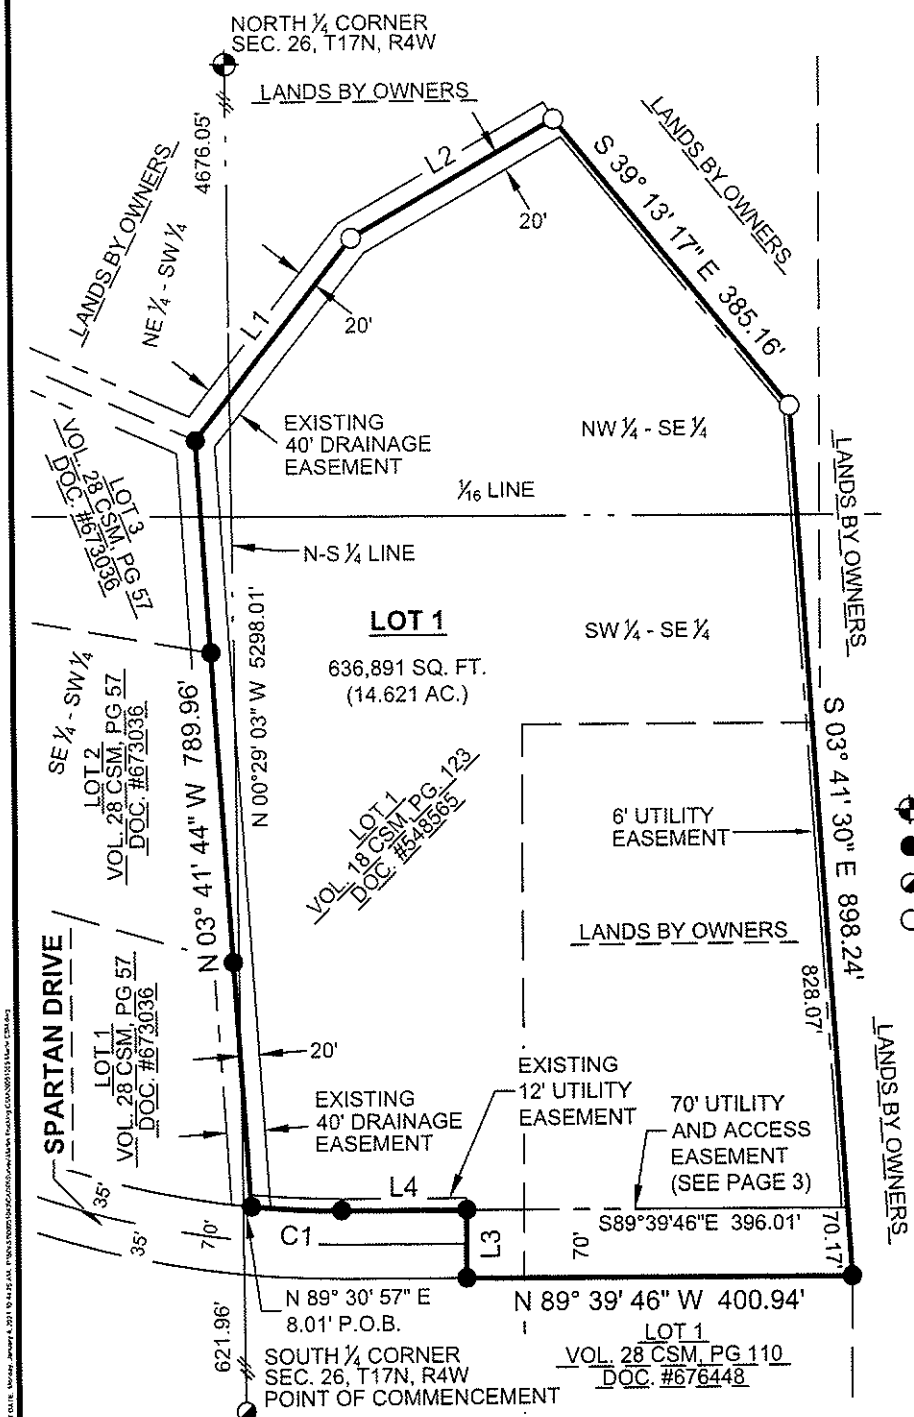 NORTH ¼ CORNER
SEC. 26, T17N, R4W
LANDS BY OWNERS
4676.05'
LANDS BY OWNERS
NE ¼ - SW ¼
L2
20'
S 39° 13' 17" E 385.16'
LANDS BY OWNERS
L1
20'
EXISTING
40' DRAINAGE
EASEMENT
NW ¼ - SE ¼
LOT 3
VOL. 28 CSM, PG 57
DOC. #673036
1/16 LINE
LANDS BY OWNERS
N-S ¼ LINE
N 00°29' 03" W 5298.01'
LOT 1
636,891 SQ. FT.
(14.621 AC.)
SW ¼ - SE ¼
SE ¼ - SW ¼
LOT 2
VOL. 28 CSM, PG 57
DOC. #673036
N 03° 41' 44" W 789.96'
LOT 1
VOL. 18 CSM, PG. 123
DOC. #548565
6' UTILITY
EASEMENT
S 03° 41' 30" E 898.24'
LANDS BY OWNERS
828.07'
SPARTAN DRIVE
LOT 1
VOL. 28 CSM, PG 57
DOC. #673036
20'
EXISTING
40' DRAINAGE
EASEMENT
EXISTING
12' UTILITY
EASEMENT
70' UTILITY
AND ACCESS
EASEMENT
(SEE PAGE 3)
LANDS BY OWNERS
L4
35'
35'
70'
C1
L3
70'
S89°39'46"E 396.01'
70.17'
N 89° 30' 57" E
8.01' P.O.B.
N 89° 39' 46" W 400.94'
621.96'
LOT 1
VOL. 28 CSM, PG 110
DOC. #676448
SOUTH ¼ CORNER
SEC. 26, T17N, R4W
POINT OF COMMENCEMENT